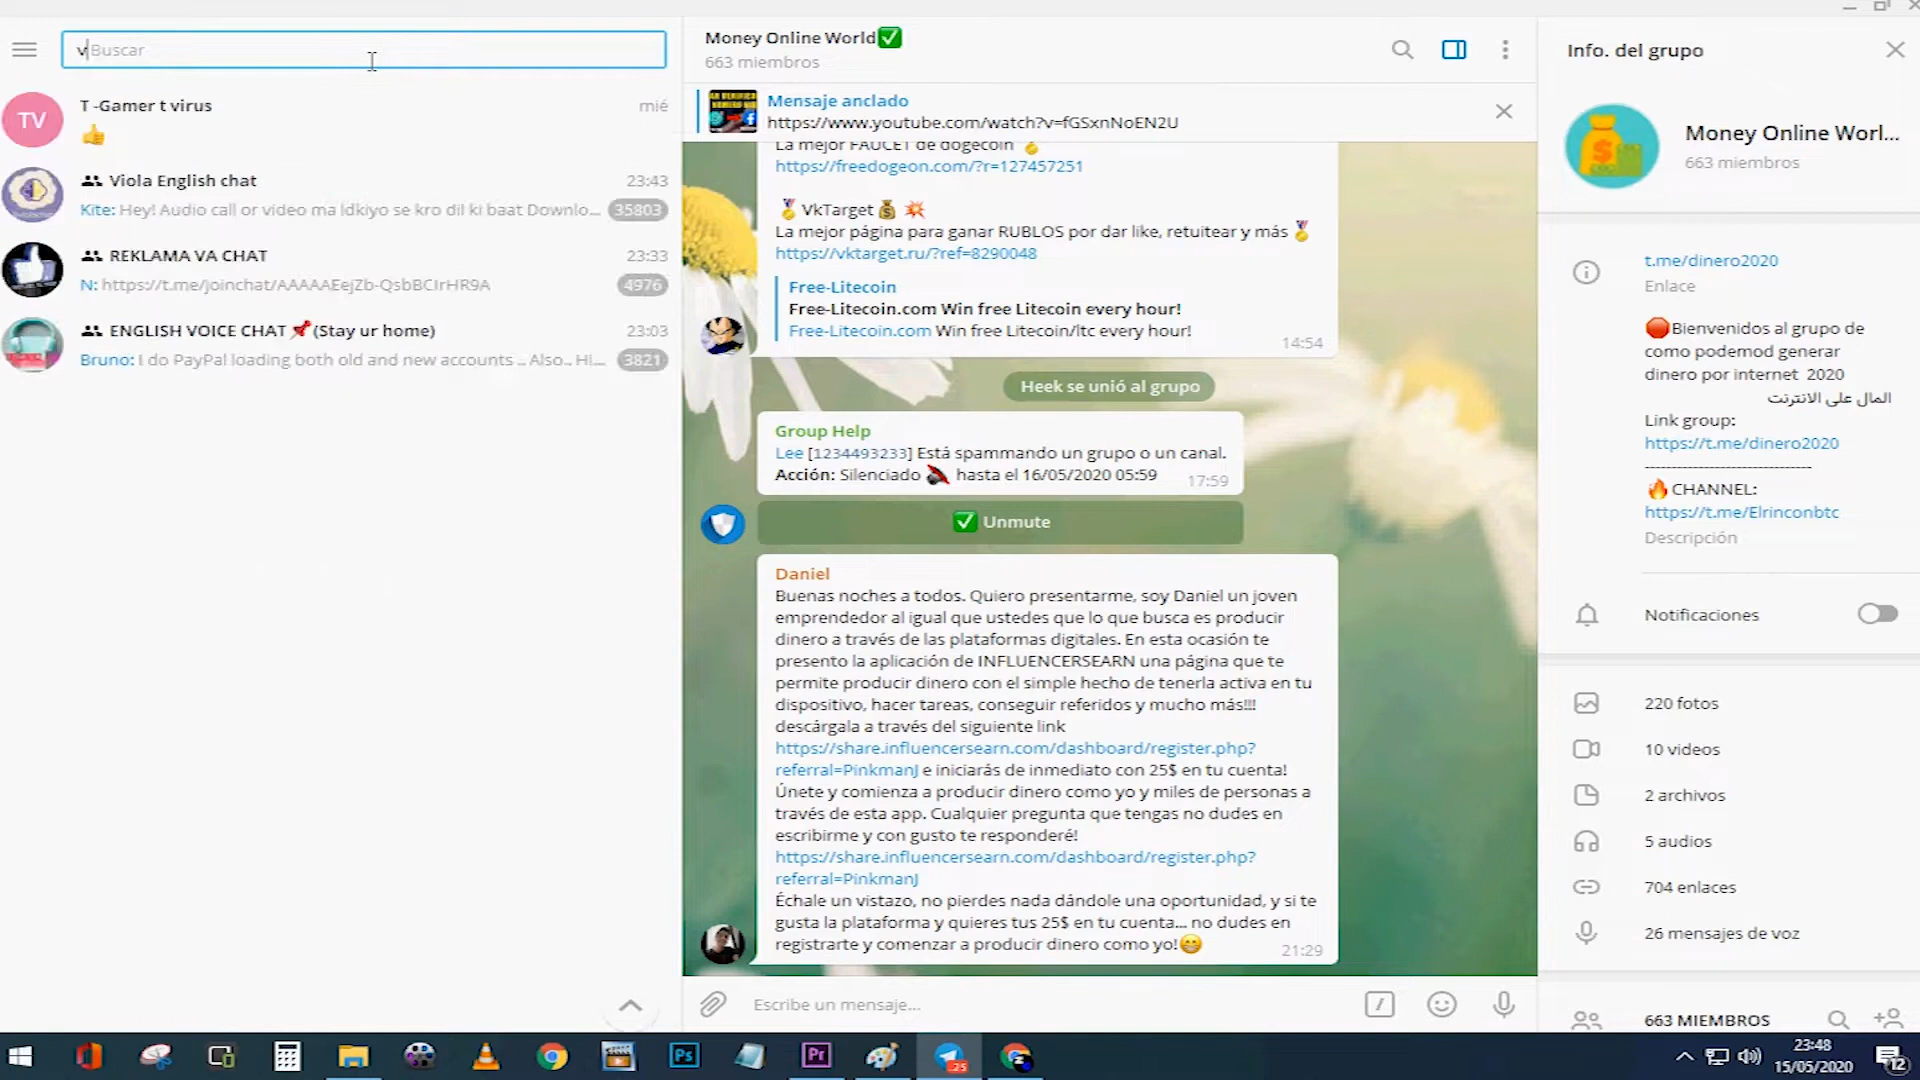 v Buscar
TV
T -Gamer t virus
mié
Viola English chat
23:43
Kite: Hey! Audio call or video ma ldkiyo se kro dil ki baat Downlo...
35803
REKLAMA VA CHAT
23:33
N: https://t.me/joinchat/AAAAAEejZb-QsbBCIrHR9A
4976
ENGLISH VOICE CHAT 📌(Stay ur home)
23:03
Bruno: I do PayPal loading both old and new accounts .. Also.. Hi...
3821
Money Online World✅
663 miembros
Mensaje anclado
https://www.youtube.com/watch?v=fGSxnNoEN2U
La mejor FAUCET de dogecoin 🥇
https://freedogeon.com/?r=127457251
🏅VkTarget 💰 💥
La mejor página para ganar RUBLOS por dar like, retuitear y más 🏅
https://vktarget.ru/?ref=8290048
Free-Litecoin
Free-Litecoin.com Win free Litecoin every hour!
Free-Litecoin.com Win free Litecoin/ltc every hour!
14:54
Heek se unió al grupo
Group Help
Lee [1234493233] Está spammando un grupo o un canal.
Acción: Silenciado hasta el 16/05/2020 05:59
17:59
✅ Unmute
Daniel
Buenas noches a todos. Quiero presentarme, soy Daniel un joven
emprendedor al igual que ustedes que lo que busca es producir
dinero a través de las plataformas digitales. En esta ocasión te
presento la aplicación de INFLUENCERSEARN una página que te
permite producir dinero con el simple hecho de tenerla activa en tu
dispositivo, hacer tareas, conseguir referidos y mucho más!!!
descárgala a través del siguiente link
https://share.influencersearn.com/dashboard/register.php?
referral=PinkmanJ e iniciarás de inmediato con 25$ en tu cuenta!
Únete y comienza a producir dinero como yo y miles de personas a
través de esta app. Cualquier pregunta que tengas no dudes en
escribirme y con gusto te responderé!
https://share.influencersearn.com/dashboard/register.php?
referral=PinkmanJ
Échale un vistazo, no pierdes nada dándole una oportunidad, y si te
gusta la plataforma y quieres tus 25$ en tu cuenta... no dudes en
registrarte y comenzar a producir dinero como yo!😁
21:29
Escribe un mensaje...
Info. del grupo
Money Online Worl...
663 miembros
t.me/dinero2020
Enlace
🛑Bienvenidos al grupo de
como podemod generar
dinero por internet 2020
المال على الانترنت
Link group:
https://t.me/dinero2020
------------------------------
🔥CHANNEL:
https://t.me/Elrinconbtc
Descripción
Notificaciones
220 fotos
10 videos
2 archivos
5 audios
704 enlaces
26 mensajes de voz
663 MIEMBROS
Ps
Pr
.25
23:48
15/05/2020
12